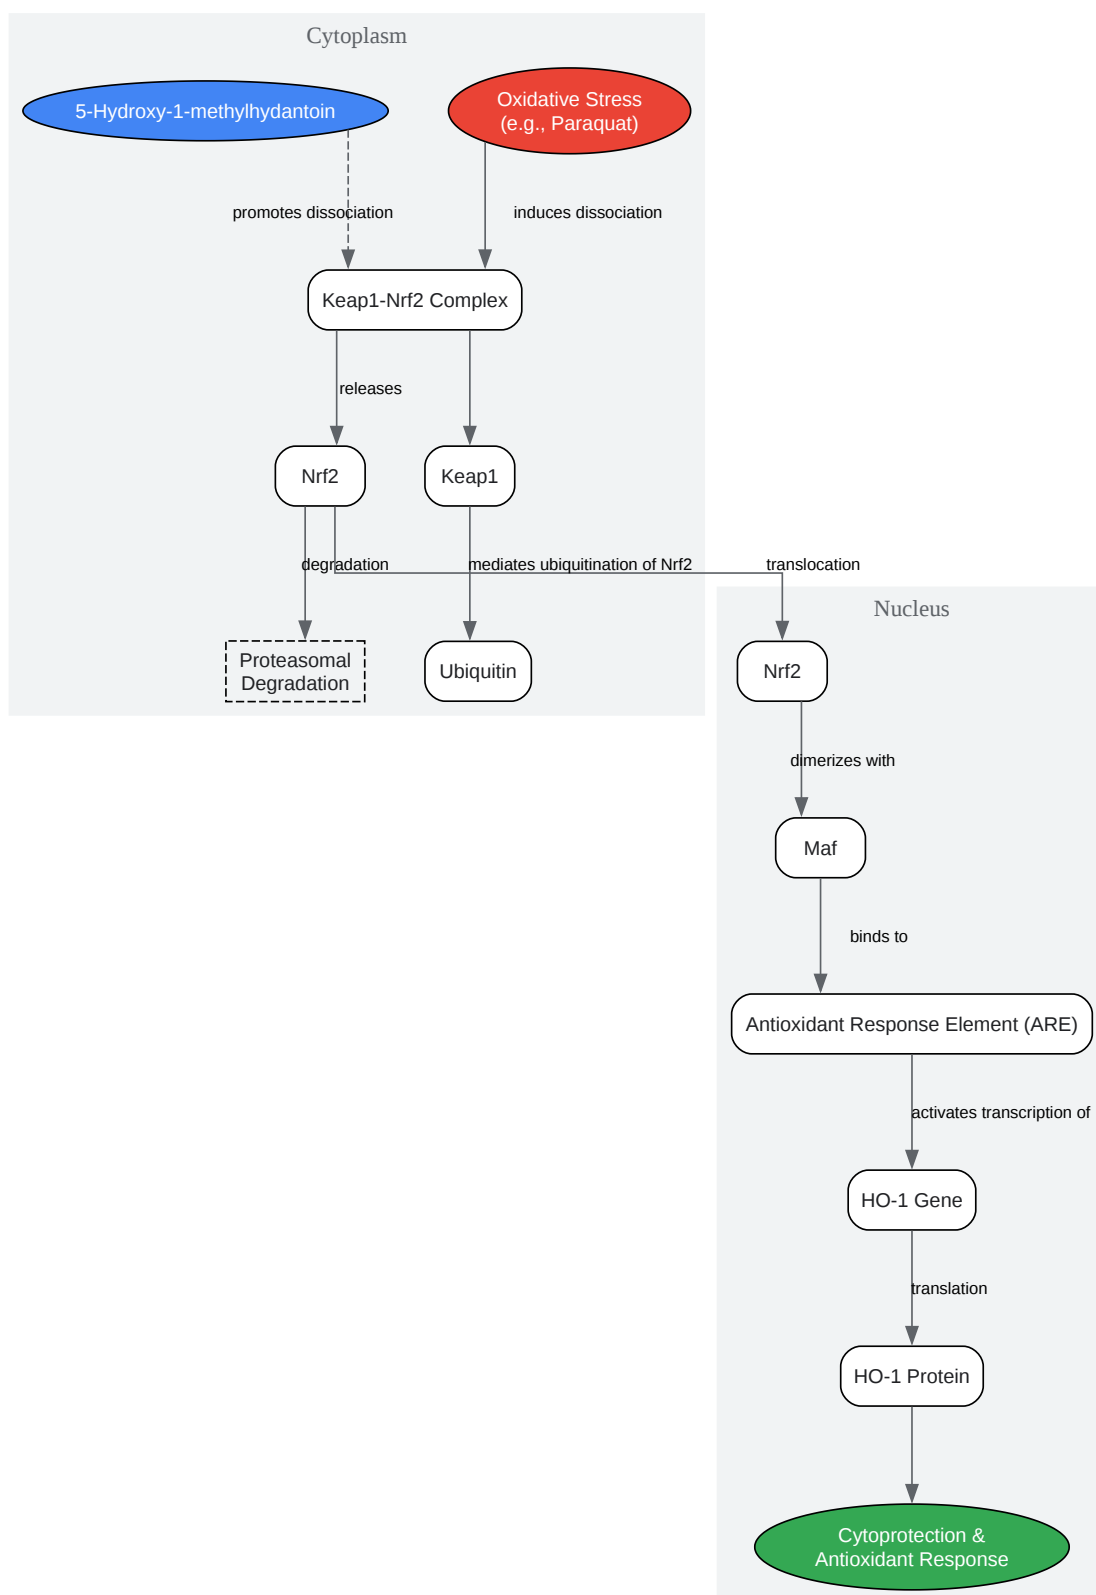 Cytoplasm
5-Hydroxy-1-methylhydantoin
Oxidative Stress
(e.g., Paraquat)
promotes dissociation
induces dissociation
Keap1-Nrf2 Complex
releases
Nrf2
Keap1
degradation
mediates ubiquitination of Nrf2
translocation
Nucleus
Proteasomal
Degradation
Ubiquitin
Nrf2
dimerizes with
Maf
binds to
Antioxidant Response Element (ARE)
activates transcription of
HO-1 Gene
translation
HO-1 Protein
Cytoprotection &
Antioxidant Response